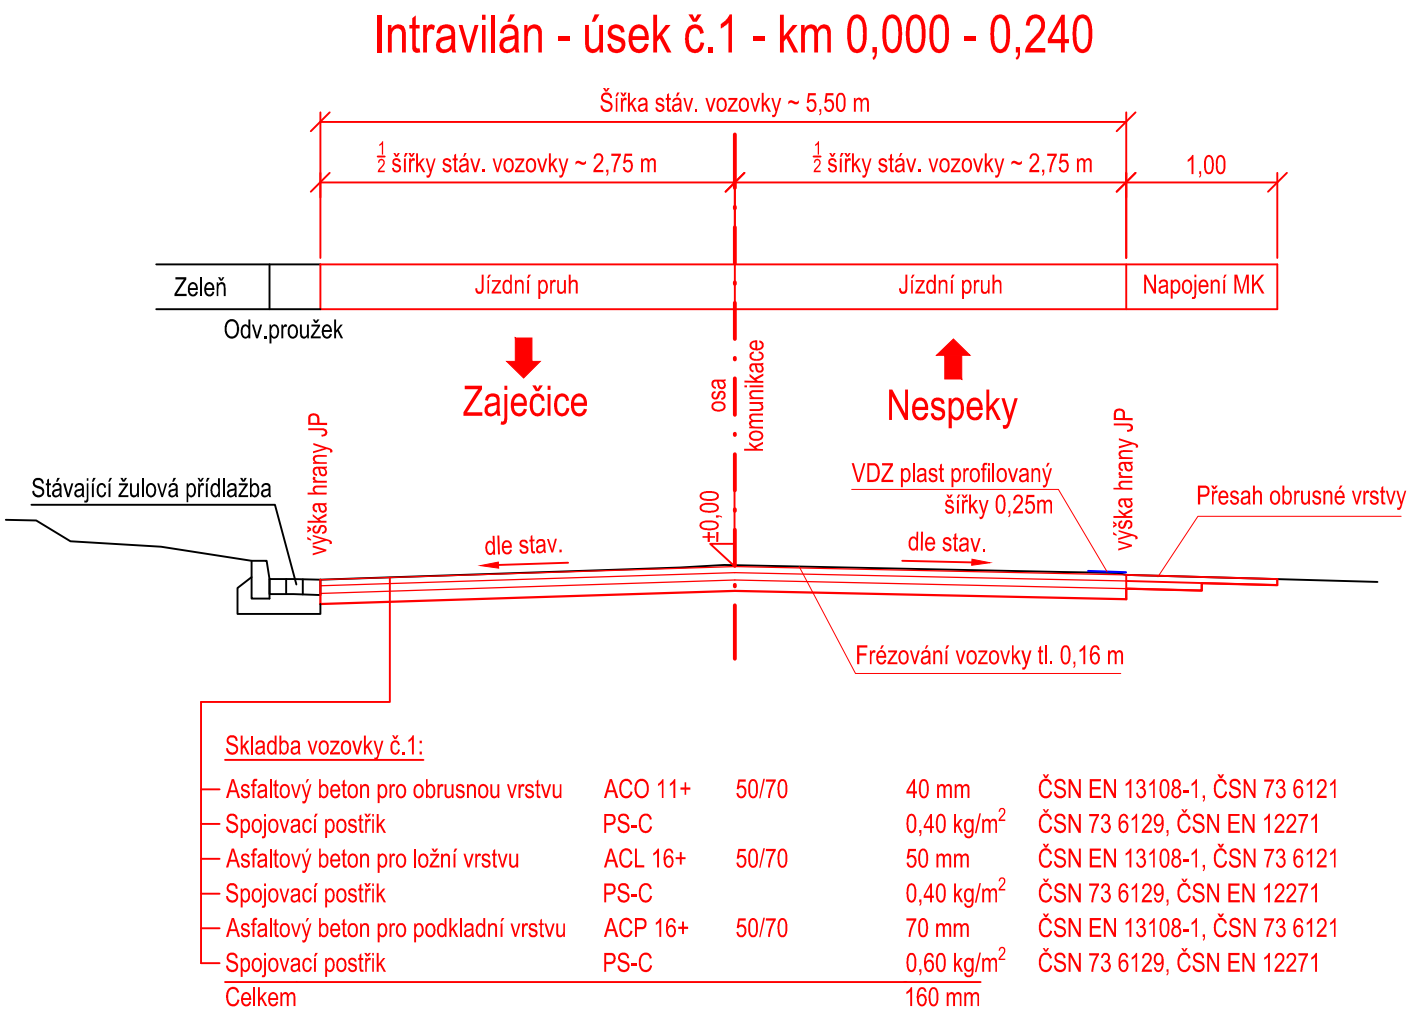 Intravilán - úsek č.1 - km 0,000 - 0,240
Šířka stáv. vozovky ~ 5,50 m
½ šířky stáv. vozovky ~ 2,75 m
½ šířky stáv. vozovky ~ 2,75 m
1,00
Zeleň
Jízdní pruh
Jízdní pruh
Napojení MK
Odv.proužek
osa
komunikace
Zaječice
Nespeky
výška hrany JP
výška hrany JP
Stávající žulová přídlažba
VDZ plast profilovaný
šířky 0,25m
Přesah obrusné vrstvy
±0,00
dle stav.
dle stav.
Frézování vozovky tl. 0,16 m
Skladba vozovky č.1:
Asfaltový beton pro obrusnou vrstvu ACO 11+ 50/70 40 mm ČSN EN 13108-1, ČSN 73 6121
Spojovací postřik PS-C 0,40 kg/m² ČSN 73 6129, ČSN EN 12271
Asfaltový beton pro ložní vrstvu ACL 16+ 50/70 50 mm ČSN EN 13108-1, ČSN 73 6121
Spojovací postřik PS-C 0,40 kg/m² ČSN 73 6129, ČSN EN 12271
Asfaltový beton pro podkladní vrstvu ACP 16+ 50/70 70 mm ČSN EN 13108-1, ČSN 73 6121
Spojovací postřik PS-C 0,60 kg/m² ČSN 73 6129, ČSN EN 12271
Celkem 160 mm